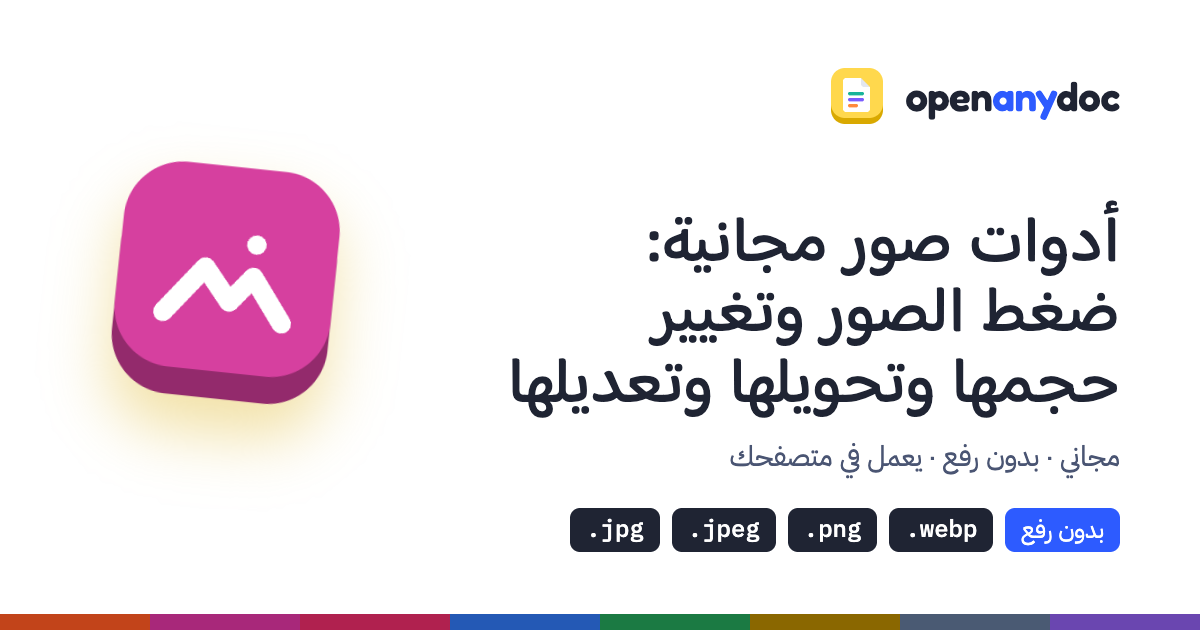 openanydoc
أدوات صور مجانية:
ضغط الصور وتغيير
حجمها وتحويلها وتعديلها
مجاني · بدون رفع · يعمل في متصفحك
بدون رفع .webp .png .jpeg .jpg